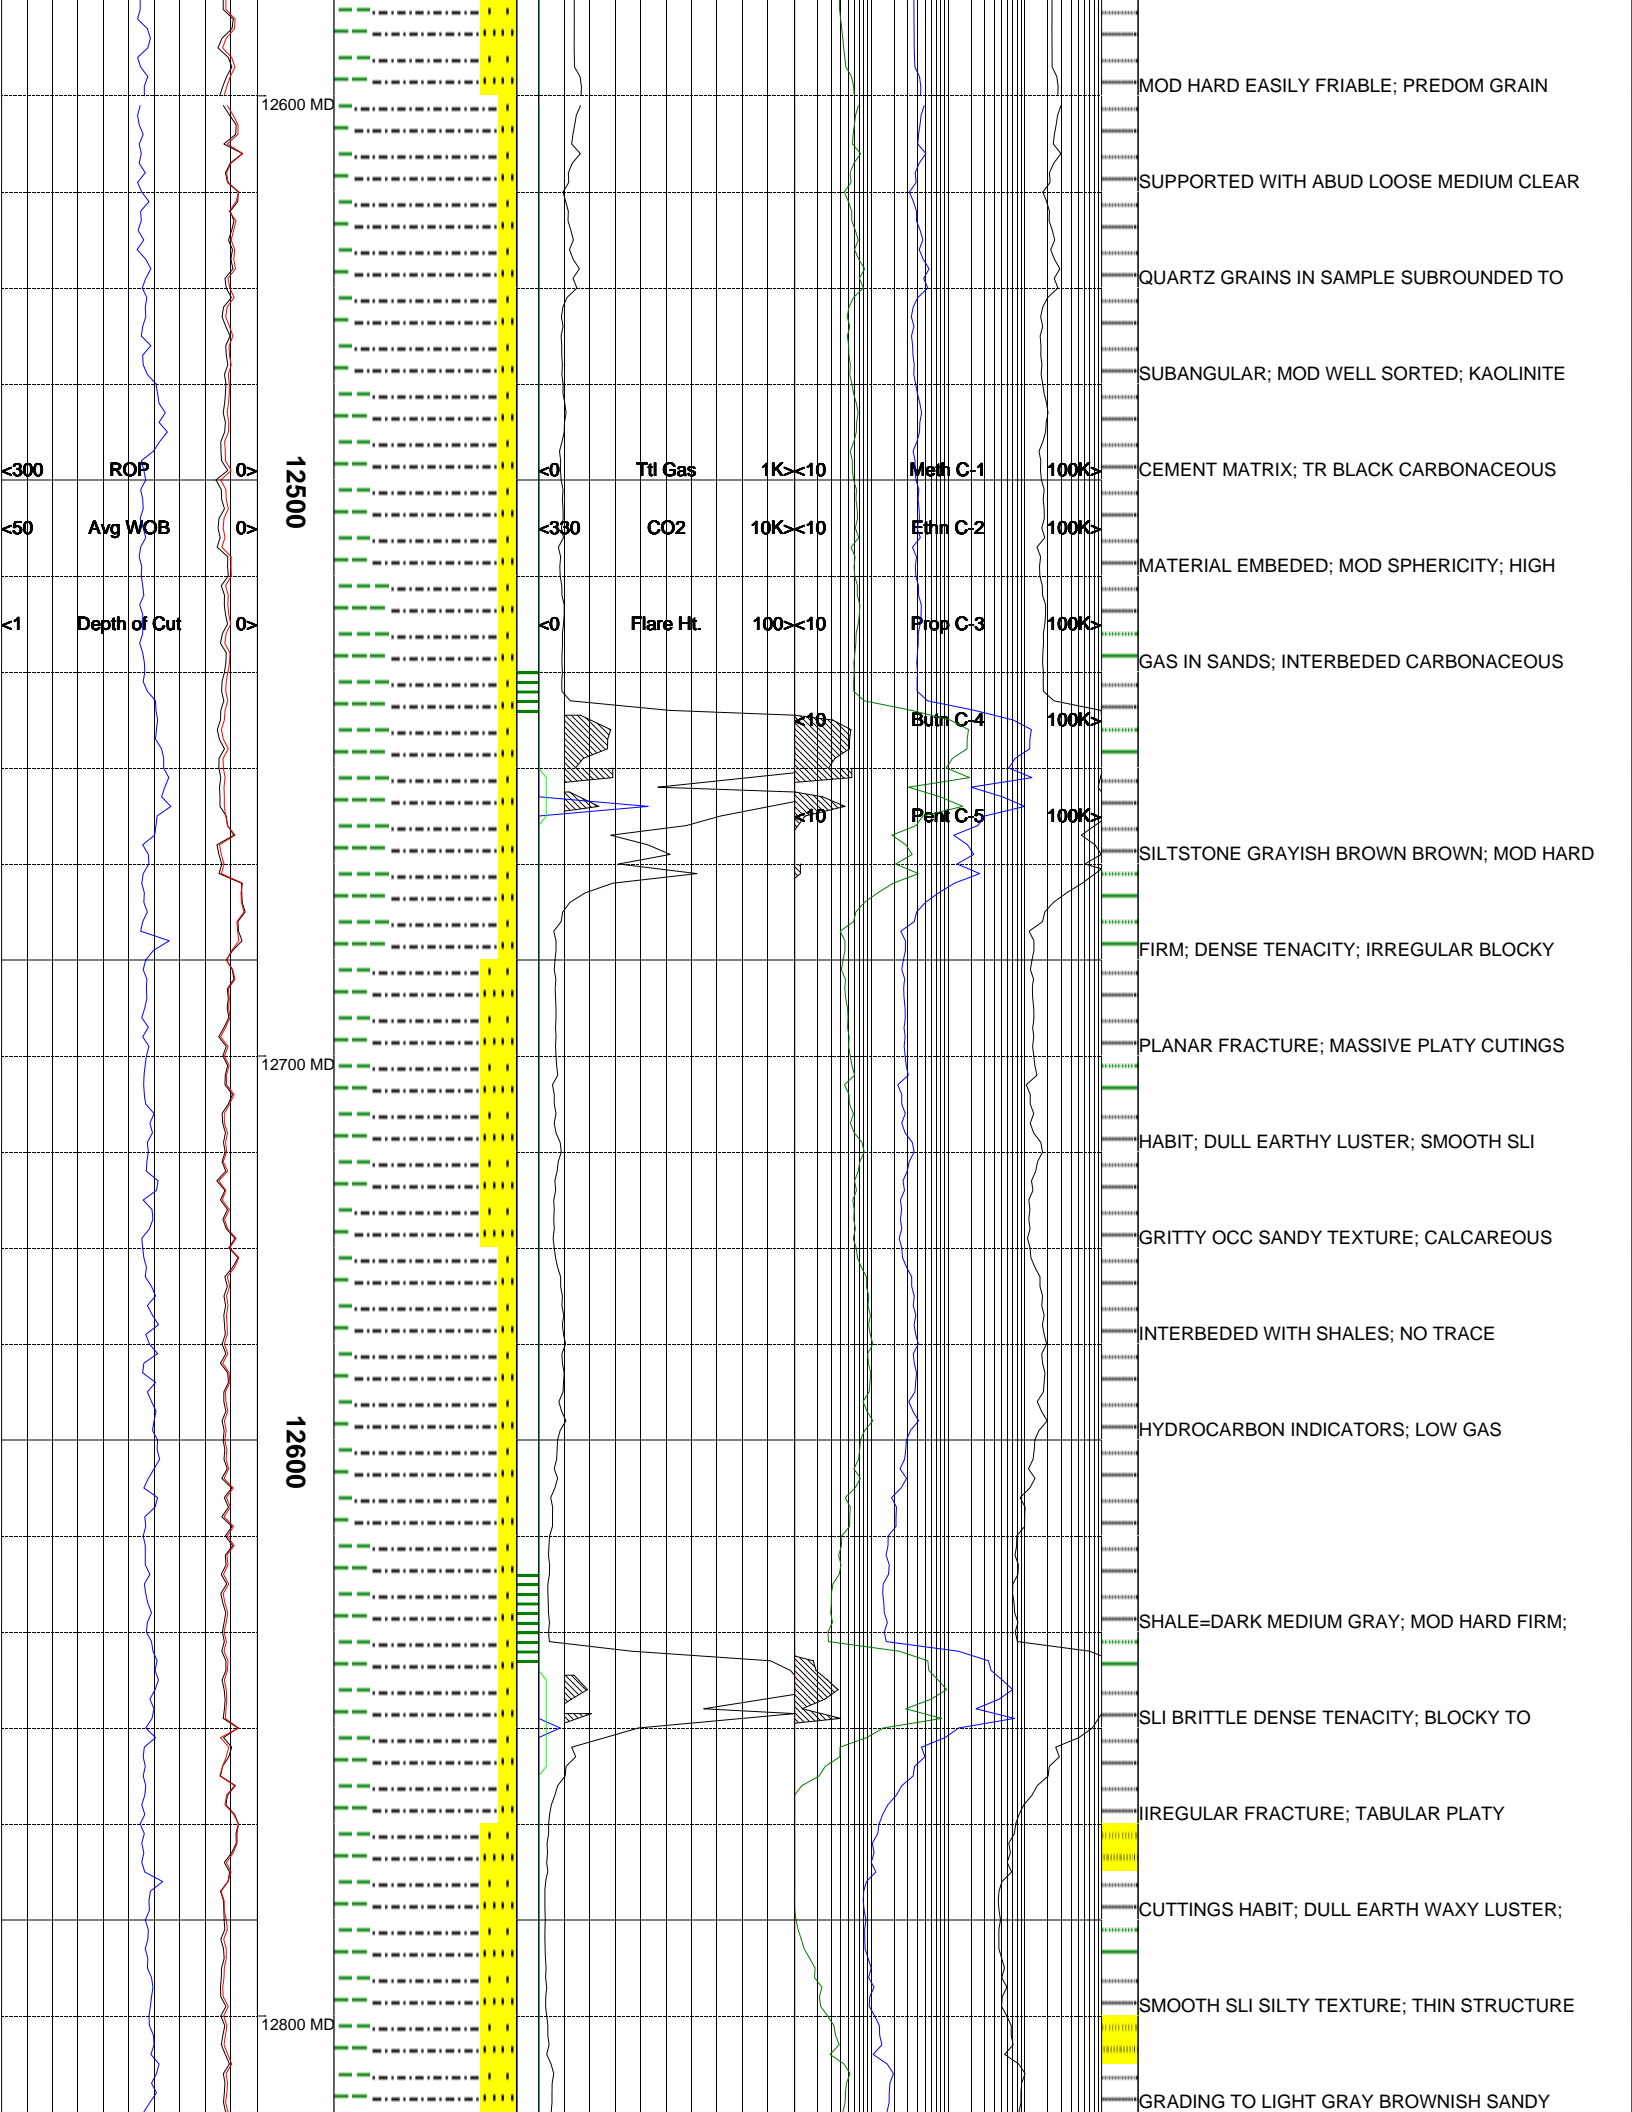 MOD HARD EASILY FRIABLE; PREDOM GRAIN
12600 MD
SUPPORTED WITH ABUD LOOSE MEDIUM CLEAR
QUARTZ GRAINS IN SAMPLE SUBROUNDED TO
SUBANGULAR; MOD WELL SORTED; KAOLINITE
<300 ROP 0> 12500 <0 Ttl Gas 1K> <10 Meth C-1 100K> CEMENT MATRIX; TR BLACK CARBONACEOUS
<50 Avg WOB 0> <330 CO2 10K> <10 Ethn C-2 100K>
MATERIAL EMBEDED; MOD SPHERICITY; HIGH
<1 Depth of Cut 0> <0 Flare Ht. 100> <10 Prop C-3 100K>
GAS IN SANDS; INTERBEDED CARBONACEOUS
<10 Butn C-4 100K>
<10 Pent C-5 100K>
SILTSTONE GRAYISH BROWN BROWN; MOD HARD
FIRM; DENSE TENACITY; IRREGULAR BLOCKY
PLANAR FRACTURE; MASSIVE PLATY CUTINGS
12700 MD
HABIT; DULL EARTHY LUSTER; SMOOTH SLI
GRITTY OCC SANDY TEXTURE; CALCAREOUS
INTERBEDED WITH SHALES; NO TRACE
HYDROCARBON INDICATORS; LOW GAS
12600
SHALE=DARK MEDIUM GRAY; MOD HARD FIRM;
SLI BRITTLE DENSE TENACITY; BLOCKY TO
IIREGULAR FRACTURE; TABULAR PLATY
CUTTINGS HABIT; DULL EARTH WAXY LUSTER;
SMOOTH SLI SILTY TEXTURE; THIN STRUCTURE
12800 MD
GRADING TO LIGHT GRAY BROWNISH SANDY